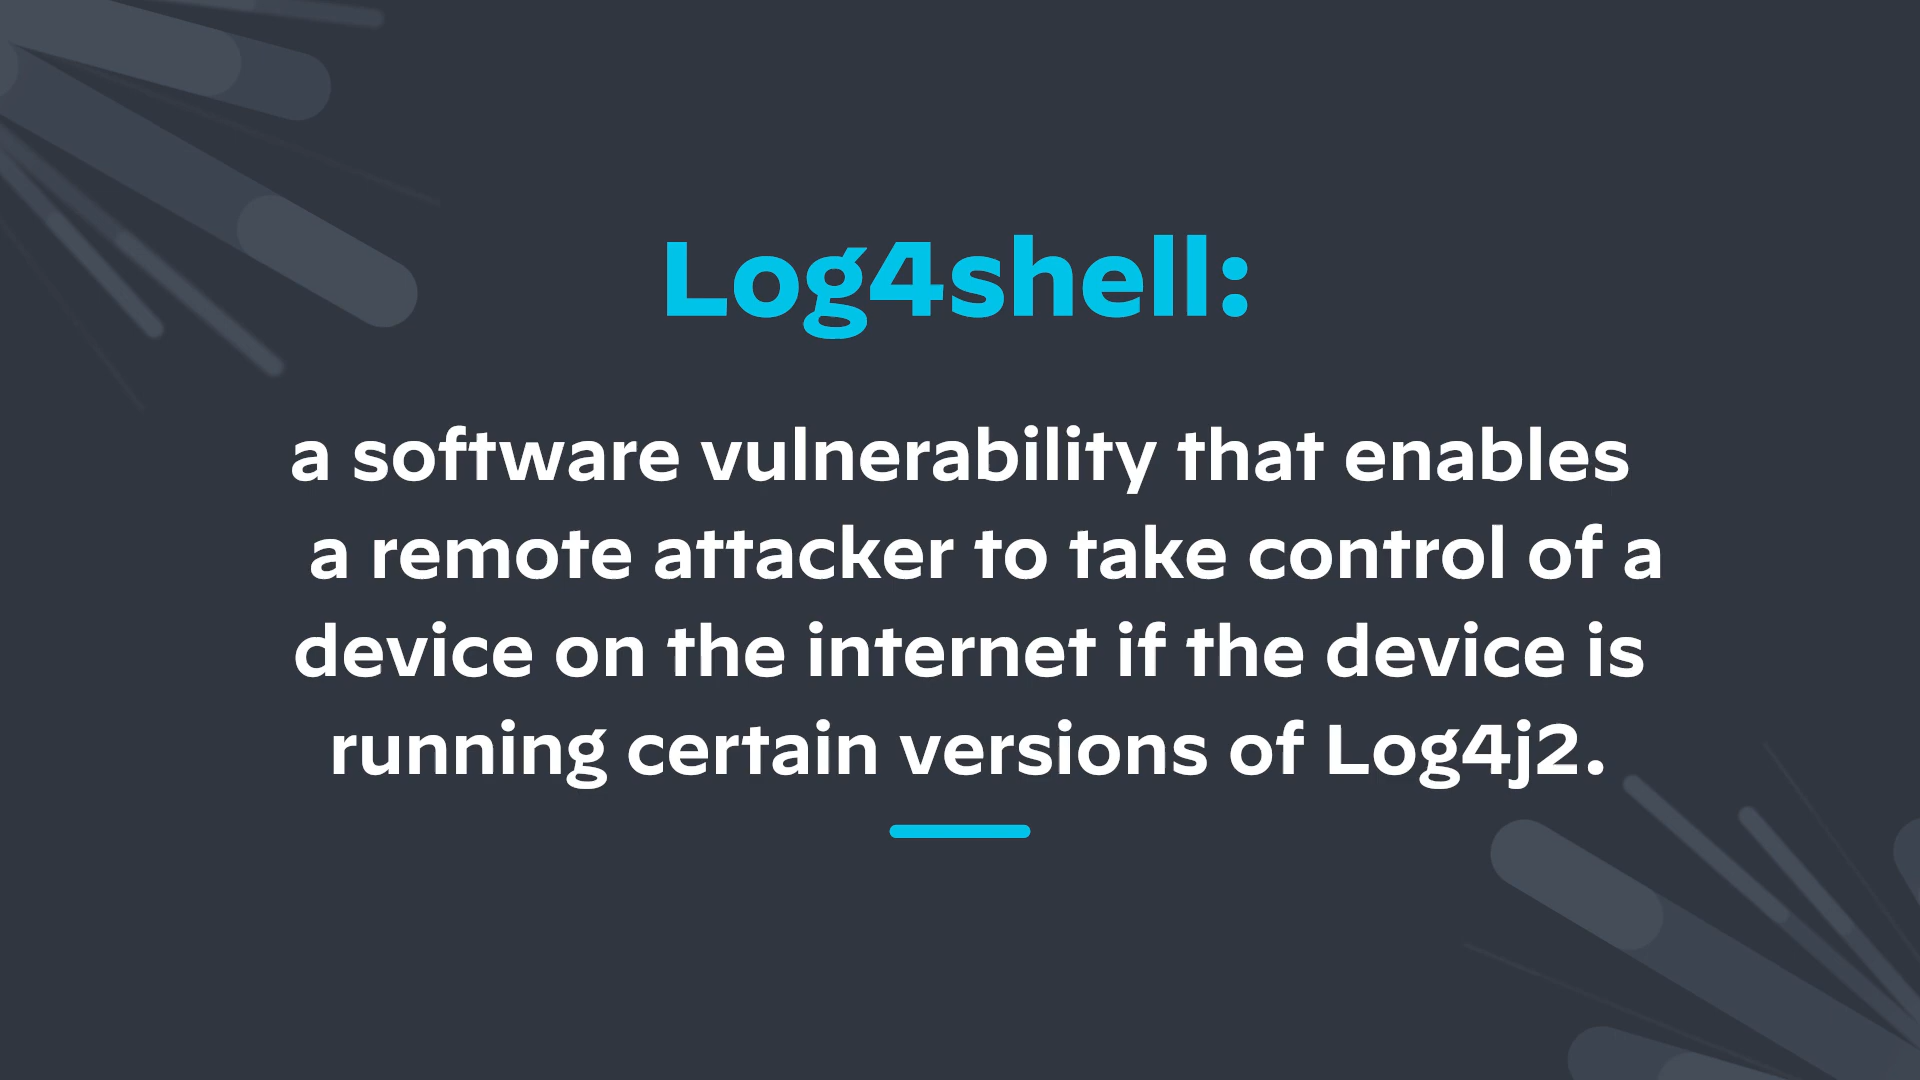 Log4shell:
a software vulnerability that enables
a remote attacker to take control of a
device on the internet if the device is
running certain versions of Log4j2.